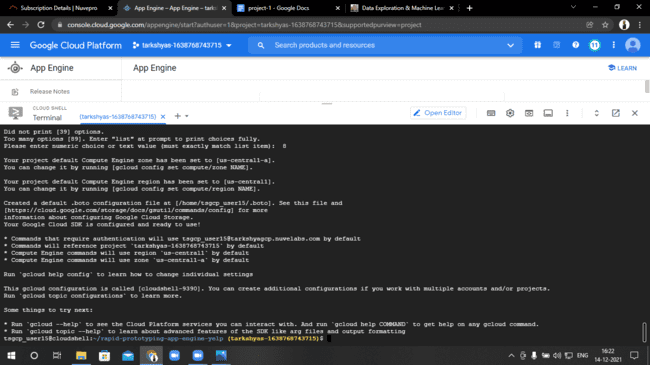 Subscription Details | Nuvepro
App Engine – App Engine – tarks
project-1 - Google Docs
Data Exploration & Machine Lea
console.cloud.google.com/appengine/start?authuser=1&project=tarkshyas-1638768743715&supportedpurview=project
Google Cloud Platform
tarkshyas-1638768743715
Search products and resources
11
App Engine
App Engine
LEARN
Release Notes
CLOUD SHELL
Terminal
(tarkshyas-1638768743715)
Open Editor
Did not print [39] options.
Too many options [89]. Enter "list" at prompt to print choices fully.
Please enter numeric choice or text value (must exactly match list item):  8
Your project default Compute Engine zone has been set to [us-central1-a].
You can change it by running [gcloud config set compute/zone NAME].
Your project default Compute Engine region has been set to [us-central1].
You can change it by running [gcloud config set compute/region NAME].
Created a default .boto configuration file at [/home/tsgcp_user15/.boto]. See this file and
[https://cloud.google.com/storage/docs/gsutil/commands/config] for more
information about configuring Google Cloud Storage.
Your Google Cloud SDK is configured and ready to use!
* Commands that require authentication will use tsgcp_user15@tarkshyagcp.nuvelabs.com by default
* Commands will reference project `tarkshyas-1638768743715` by default
* Compute Engine commands will use region `us-central1` by default
* Compute Engine commands will use zone `us-central1-a` by default
Run `gcloud help config` to learn how to change individual settings
This gcloud configuration is called [cloudshell-9390]. You can create additional configurations if you work with multiple accounts and/or projects.
Run `gcloud topic configurations` to learn more.
Some things to try next:
* Run `gcloud --help` to see the Cloud Platform services you can interact with. And run `gcloud help COMMAND` to get help on any gcloud command.
* Run `gcloud topic --help` to learn about advanced features of the SDK like arg files and output formatting
tsgcp_user15@cloudshell:~/rapid-prototyping-app-engine-yelp (tarkshyas-1638768743715)$
ENG
16:22
14-12-2021